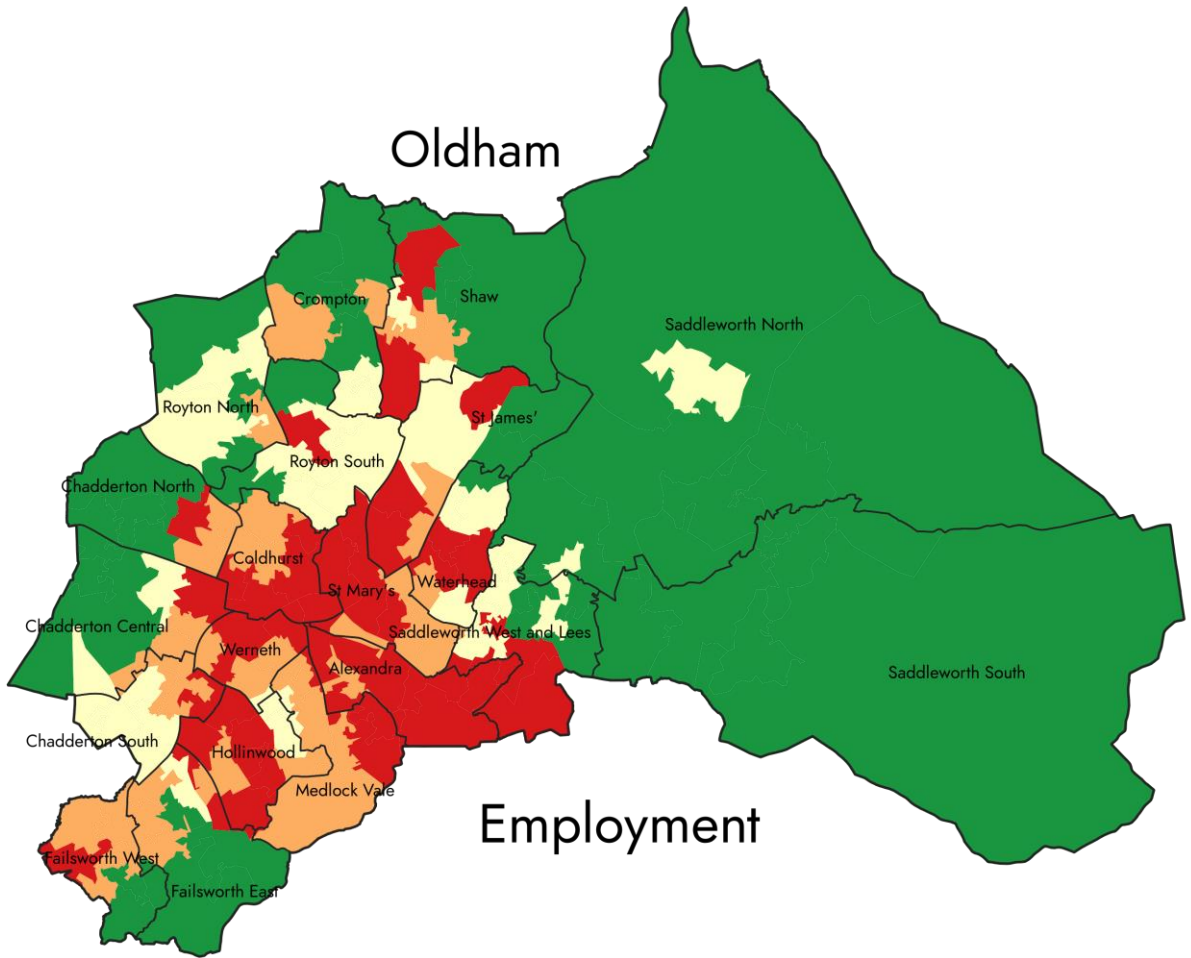 Oldham
Crompton
Shaw
Saddleworth North
Royton North
St James'
Royton South
Chadderton North
Coldhurst
St Mary's
Waterhead
Chadderton Central
Saddleworth West and Lees
Werneth
Alexandra
Saddleworth South
Chadderton South
Hollinwood
Medlock Vale
Employment
Failsworth West
Failsworth East